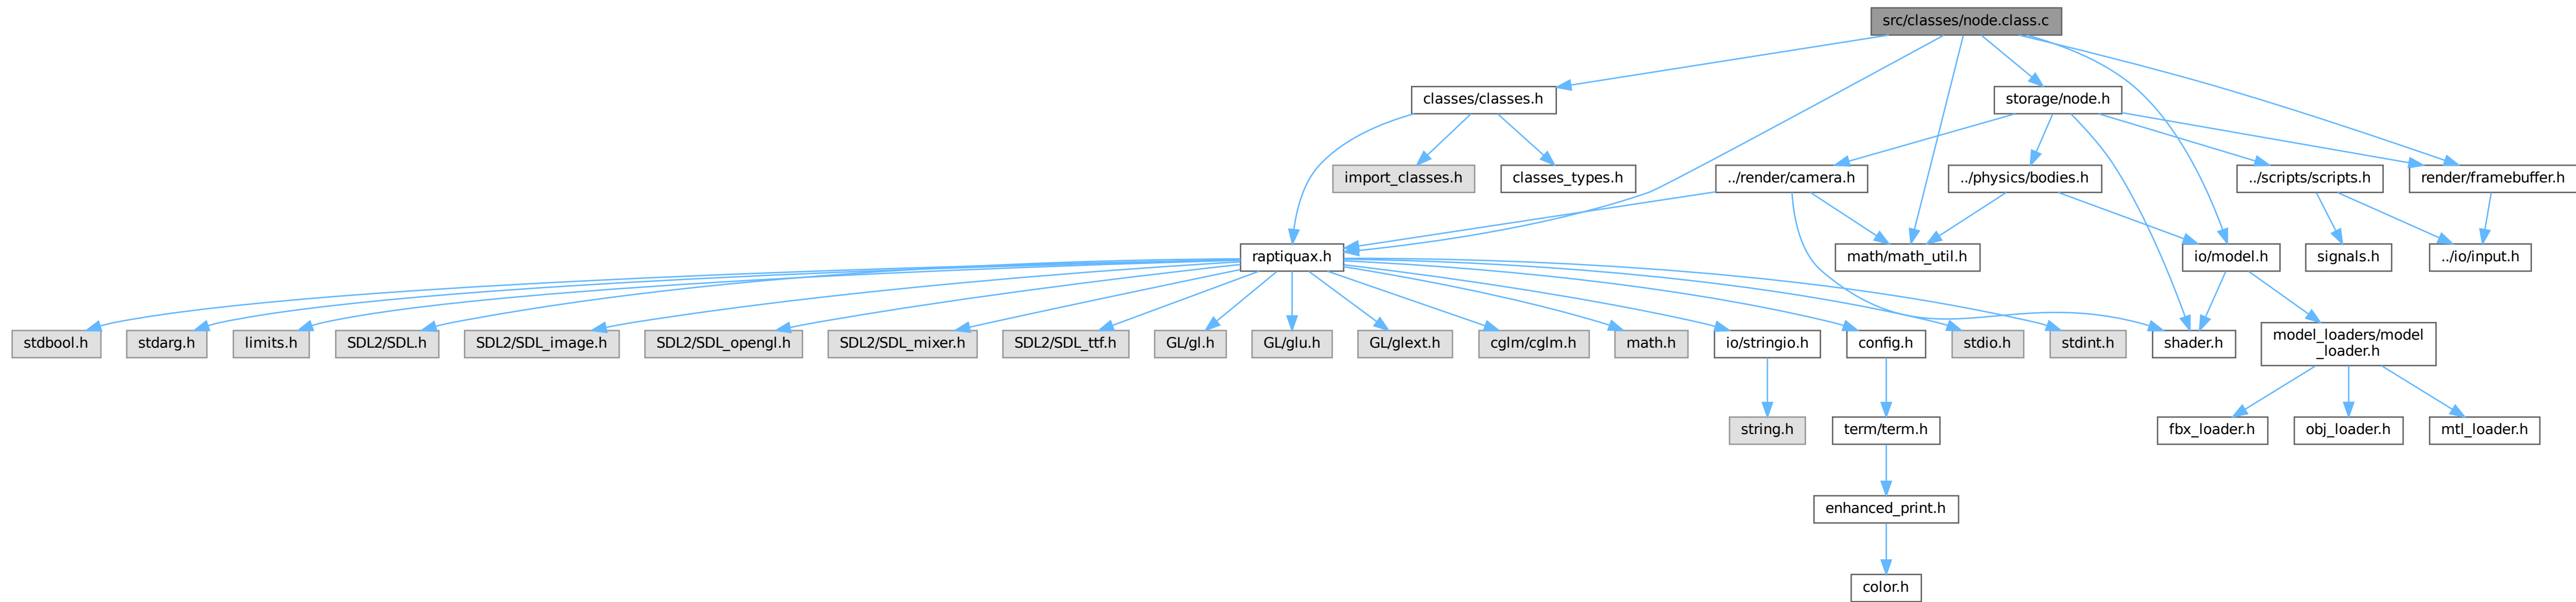 src/classes/node.class.c
classes/classes.h
storage/node.h
import_classes.h
classes_types.h
../render/camera.h
../physics/bodies.h
../scripts/scripts.h
render/framebuffer.h
raptiquax.h
math/math_util.h
io/model.h
signals.h
../io/input.h
stdbool.h
stdarg.h
limits.h
SDL2/SDL.h
SDL2/SDL_image.h
SDL2/SDL_opengl.h
SDL2/SDL_mixer.h
SDL2/SDL_ttf.h
GL/gl.h
GL/glu.h
GL/glext.h
cglm/cglm.h
math.h
io/stringio.h
config.h
stdio.h
stdint.h
shader.h
model_loaders/model
_loader.h
string.h
term/term.h
fbx_loader.h
obj_loader.h
mtl_loader.h
enhanced_print.h
color.h